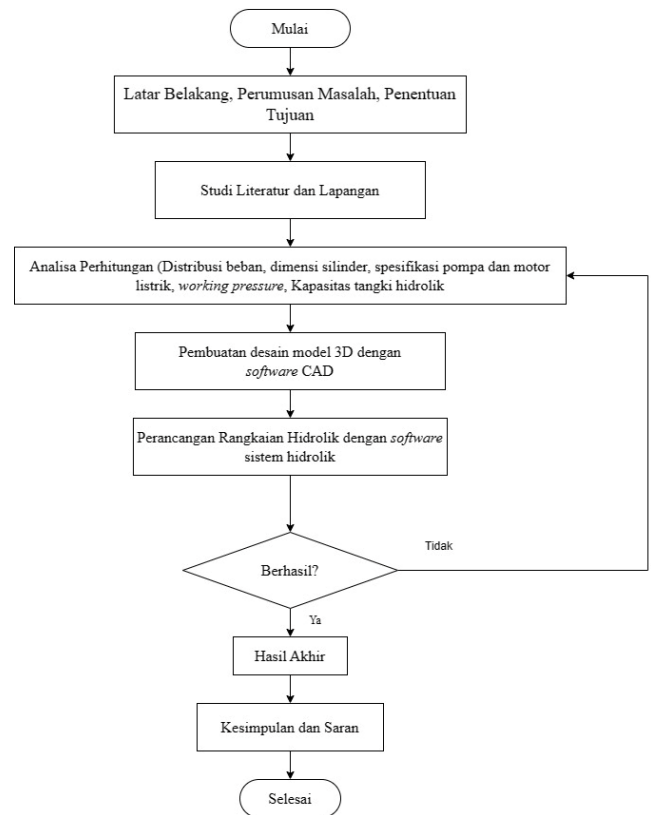 Mulai
Latar Belakang, Perumusan Masalah, Penentuan
Tujuan
Studi Literatur dan Lapangan
Analisa Perhitungan (Distribusi beban, dimensi silinder, spesifikasi pompa dan motor
listrik, working pressure, Kapasitas tangki hidrolik
Pembuatan desain model 3D dengan
software CAD
Perancangan Rangkaian Hidrolik dengan software
sistem hidrolik
Tidak
Berhasil?
Ya
Hasil Akhir
Kesimpulan dan Saran
Selesai